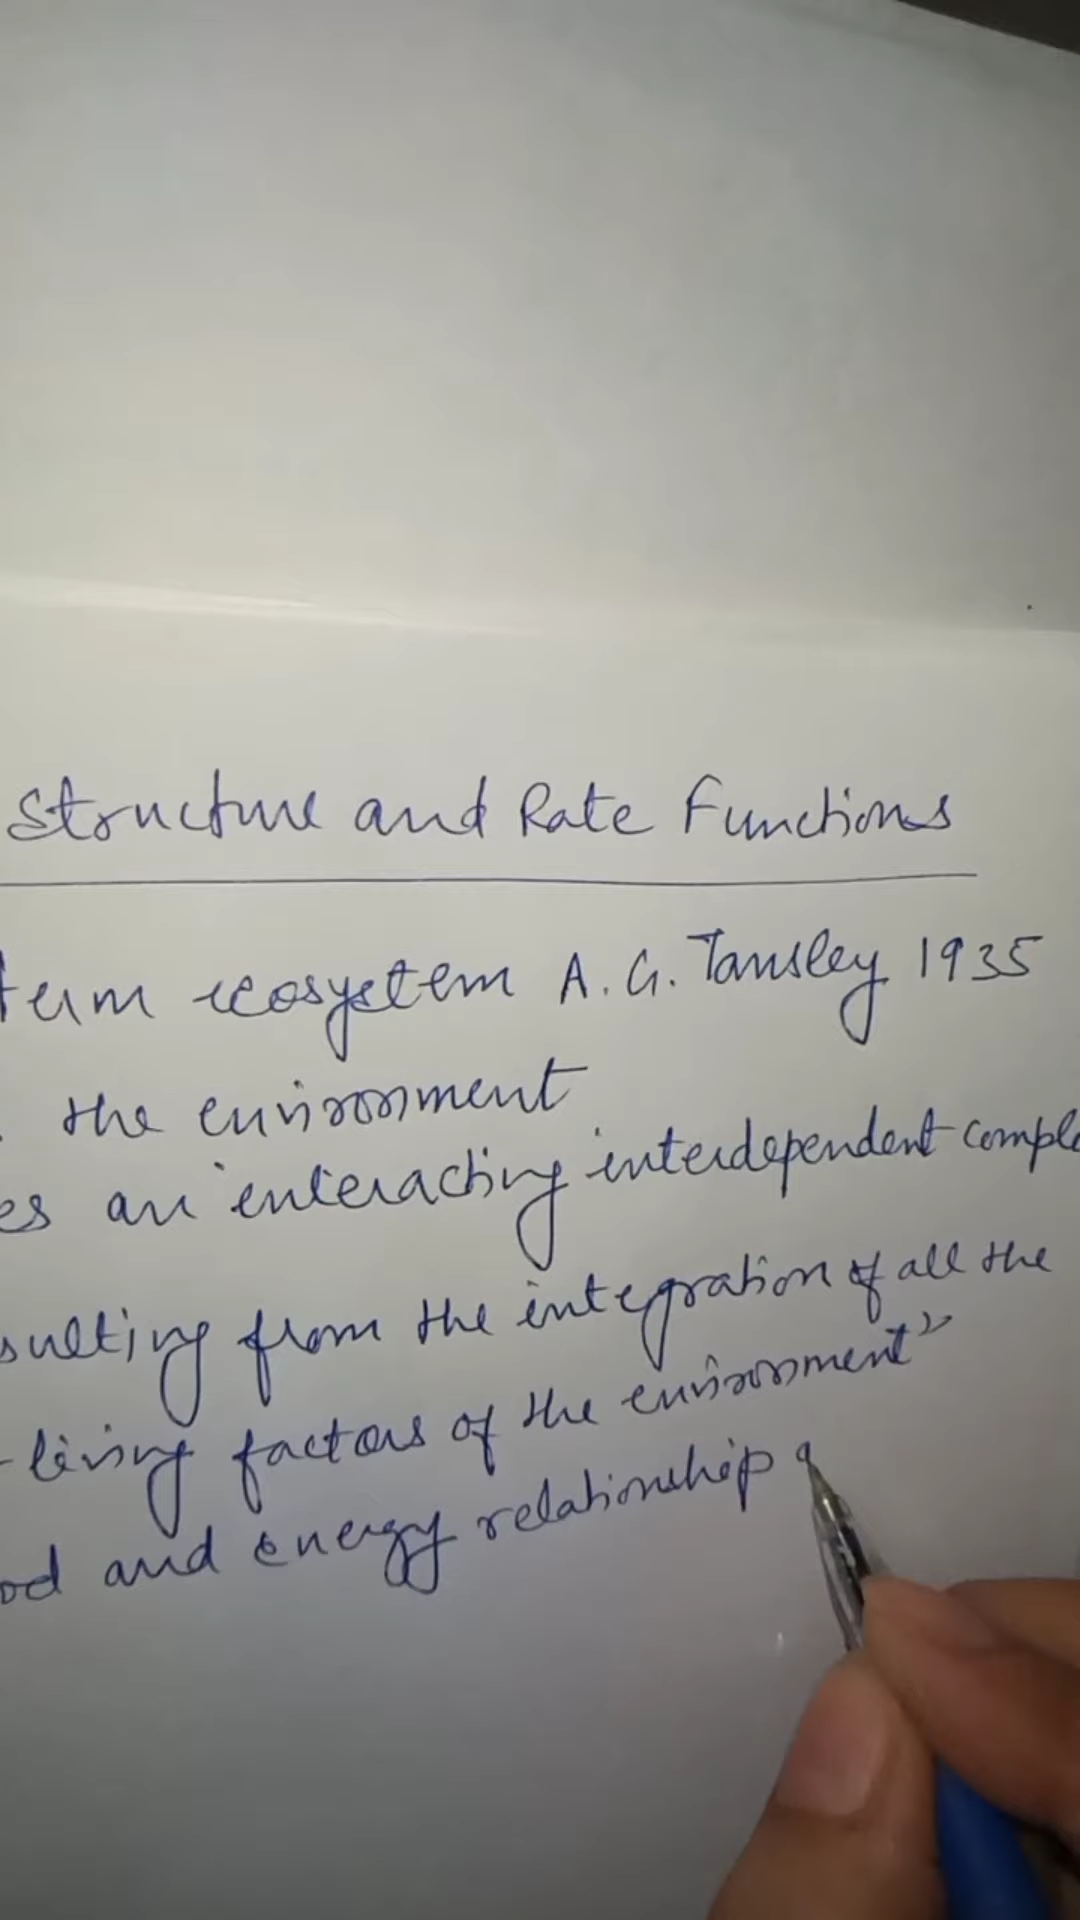 Structure and Rate Functions
term ecosyetem A. G. Tansley 1935
the environment
es an interacting interdependent comple
sulting from the integration of all the
-living factors of the environment"
od and energy relationship